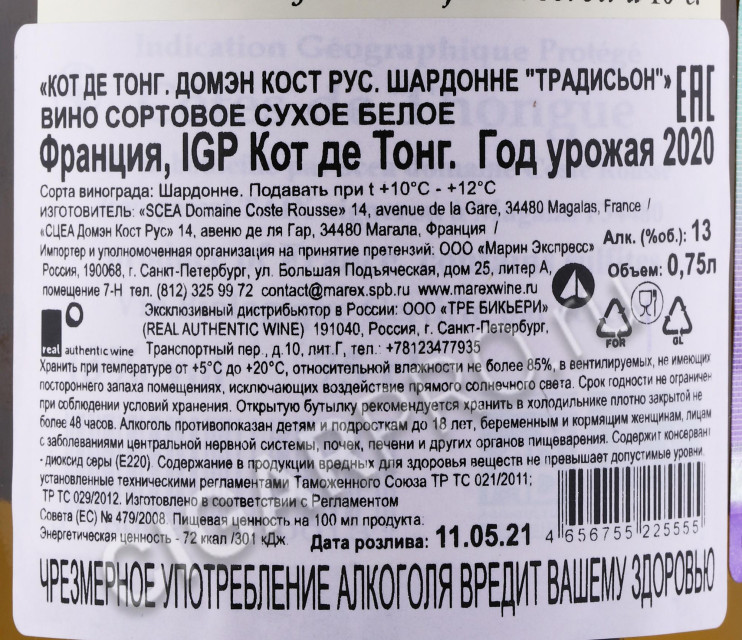 Indication Géographique Protégé
«КОТ ДЕ ТОНГ. ДОМЭН КОСТ РУС. ШАРДОННЕ "ТРАДИСЬОН"» EAC
ВИНО СОРТОВОЕ СУХОЕ БЕЛОЕ
Франция, IGP Кот де Тонг. Год урожая 2020
Сорта винограда: Шардонне. Подавать при t +10°C - +12°C
ИЗГОТОВИТЕЛЬ: «SCEA Domaine Coste Rousse» 14, avenue de la Gare, 34480 Magalas, France /
«СЦЕА Домэн Кост Рус» 14, авеню де ля Гар, 34480 Магала, Франция /
Импортер и уполномоченная организация на принятие претензий: ООО «Марин Экспресс»
Россия, 190068, г. Санкт-Петербург, ул. Большая Подъяческая, дом 25, литер А,
помещение 7-Н тел. (812) 325 99 72 contact@marex.spb.ru www.marexwine.ru
Алк. (%об.): 13
Объем: 0,75л
Эксклюзивный дистрибьютор в России: ООО «ТРЕ БИКЬЕРИ»
(REAL AUTHENTIC WINE) 191040, Россия, г. Санкт-Петербург,
Транспортный пер., д.10, лит.Г, тел.: +78123477935
real authentic wine
FOR
GL
Хранить при температуре от +5°C до +20°C, относительной влажности не более 85%, в вентилируемых, не имеющих
постороннего запаха помещениях, исключающих воздействие прямого солнечного света. Срок годности не ограничен
при соблюдении условий хранения. Открытую бутылку рекомендуется хранить в холодильнике плотно закрытой не
более 48 часов. Алкоголь противопоказан детям и подросткам до 18 лет, беременным и кормящим женщинам, лицам
с заболеваниями центральной нервной системы, почек, печени и других органов пищеварения. Содержит консервант
- диоксид серы (E220). Содержание в продукции вредных для здоровья веществ не превышает допустимые уровни,
установленные техническими регламентами Таможенного Союза ТР ТС 021/2011;
ТР ТС 029/2012. Изготовлено в соответствии с Регламентом
Совета (ЕС) № 479/2008. Пищевая ценность на 100 мл продукта:
Энергетическая ценность - 72 ккал /301 кДж. Дата розлива: 11.05.21
4 656755 225555
ЧРЕЗМЕРНОЕ УПОТРЕБЛЕНИЕ АЛКОГОЛЯ ВРЕДИТ ВАШЕМУ ЗДОРОВЬЮ
CIGARPRO.ru